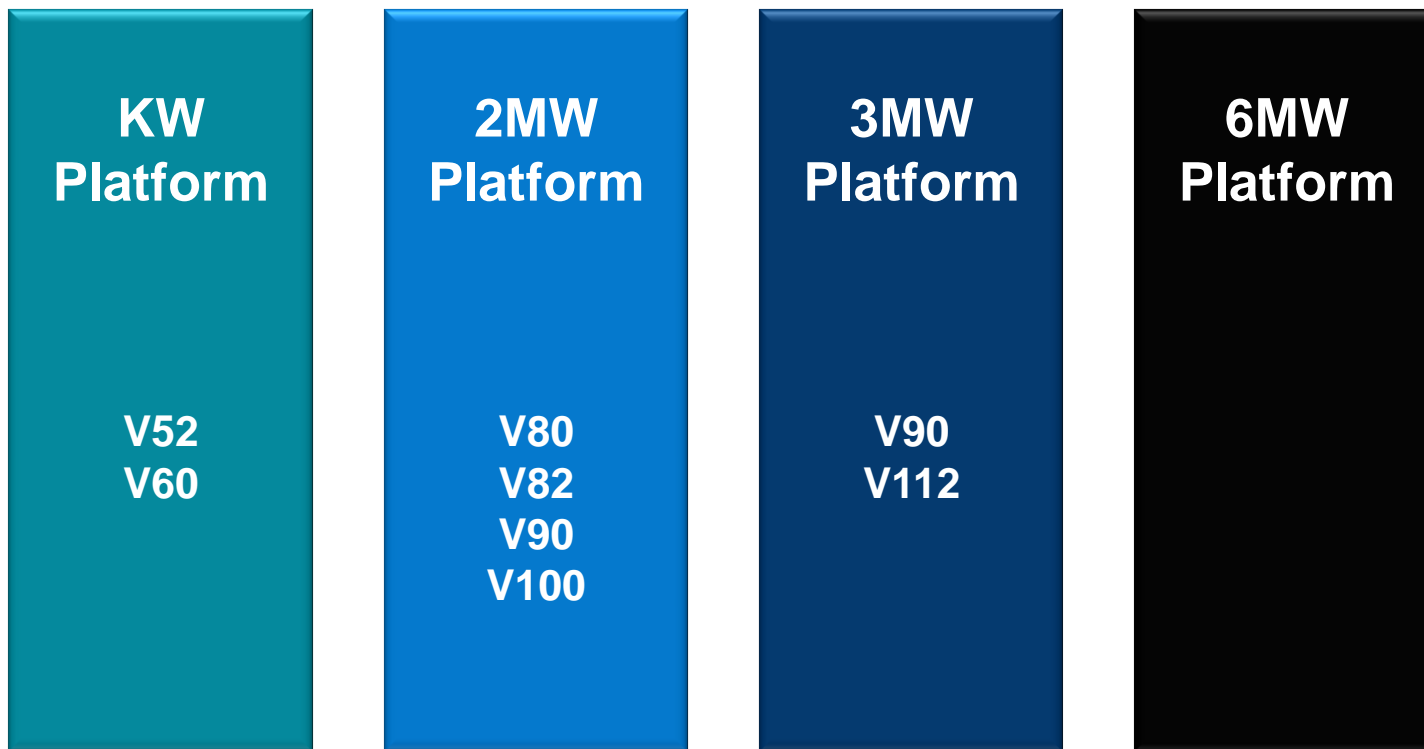 KW
Platform
V52
V60
2MW
Platform
V80
V82
V90
V100
3MW
Platform
V90
V112
6MW
Platform